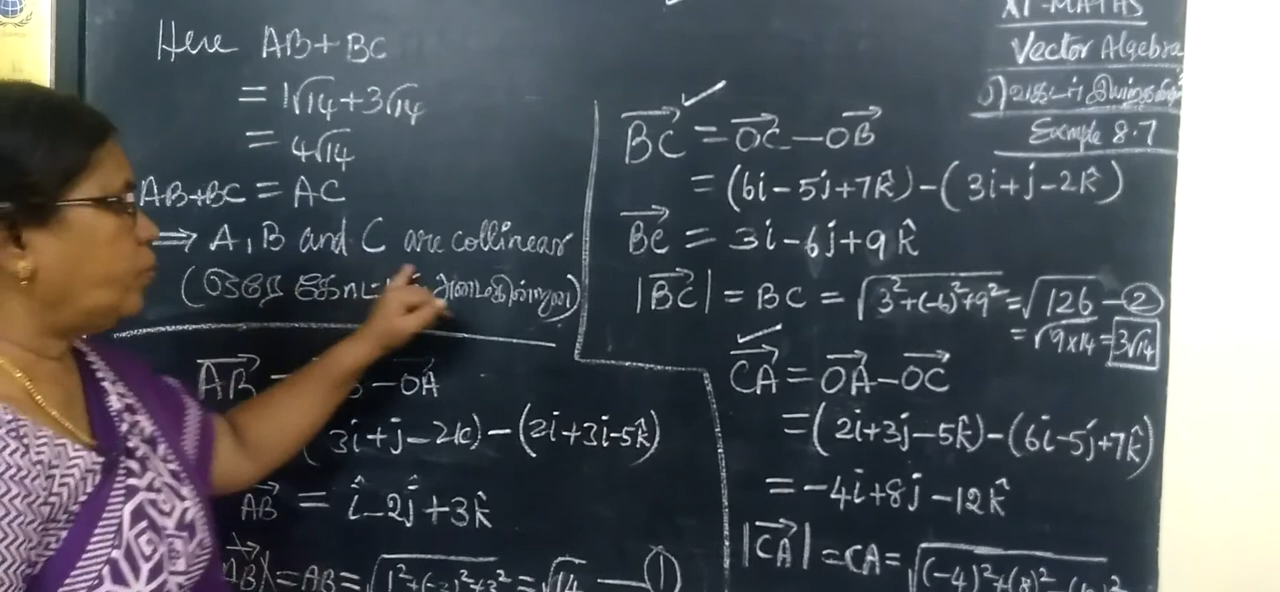 Here AB + BC
= 1√14 + 3√14
= 4√14
AB+BC = AC
⇒ A, B and C are collinear
XI-MATHS
Vector Algebra
Example 8.7
BC⃗ = OC⃗ – OB⃗
= (6i – 5j + 7k̂) – (3i + j – 2k̂)
BC⃗ = 3i – 6j + 9k̂
|BC⃗| = BC = √(3²+(-6)²+9²) = √126 – ②
= √9×14 = 3√14
CA⃗ = OA⃗ – OC⃗
= (2i + 3j – 5k̂) – (6i – 5j + 7k̂)
= –4i + 8j – 12k̂
|CA⃗| = CA = √(-4)²+(8)²
AB⃗ = – OA⃗
(3i + j – 2k) – (2i + 3i – 5k̂)
AB⃗ = î – 2ĵ + 3k̂
|AB⃗| = AB = √1²+(-2)²+3² = √14 — ①